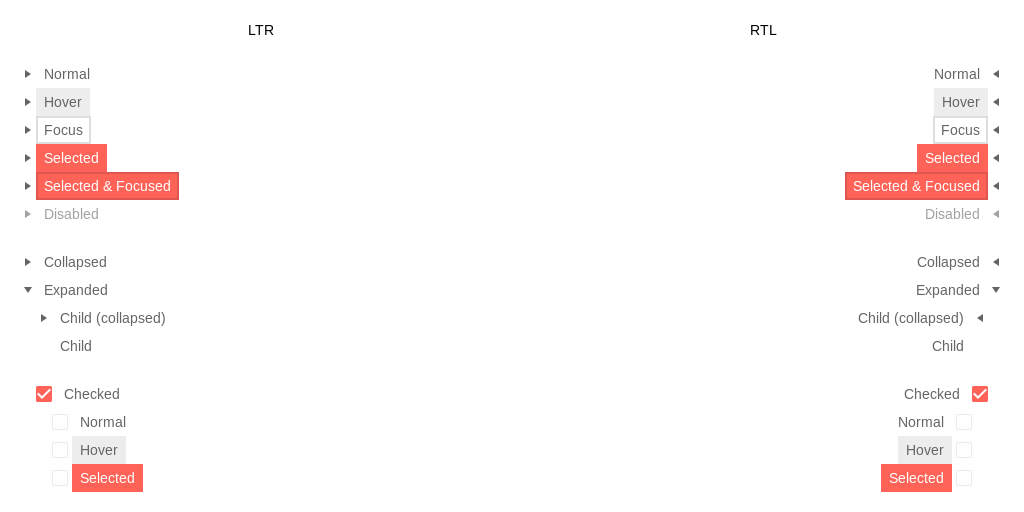 LTR
Normal
Hover
Focus
Selected
Selected & Focused
Disabled
Collapsed
Expanded
Child (collapsed)
Child
Checked
Normal
Hover
Selected
RTL
Normal
Hover
Focus
Selected
Selected & Focused
Disabled
Collapsed
Expanded
Child (collapsed)
Child
Checked
Normal
Hover
Selected